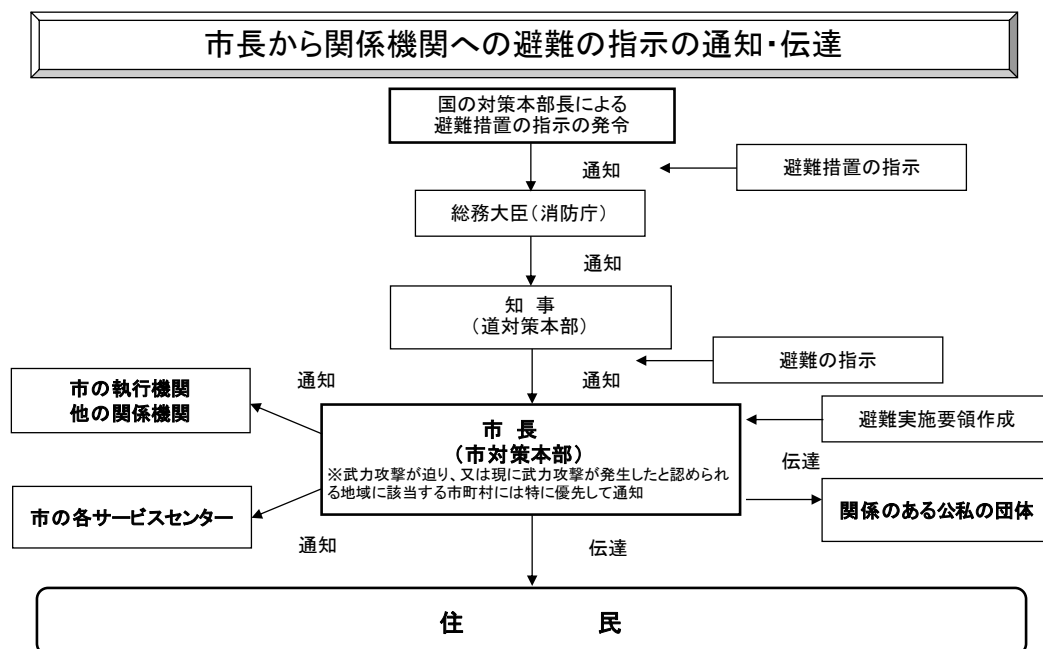 市長から関係機関への避難の指示の通知・伝達
国の対策本部長による
避難措置の指示の発令
通知
避難措置の指示
総務大臣(消防庁)
通知
知 事
(道対策本部)
避難の指示
通知
通知
市の執行機関
他の関係機関
市 長
(市対策本部)
※武力攻撃が迫り、又は現に武力攻撃が発生したと認められ
る地域に該当する市町村には特に優先して通知
避難実施要領作成
伝達
市の各サービスセンター
関係のある公私の団体
通知
伝達
住 民